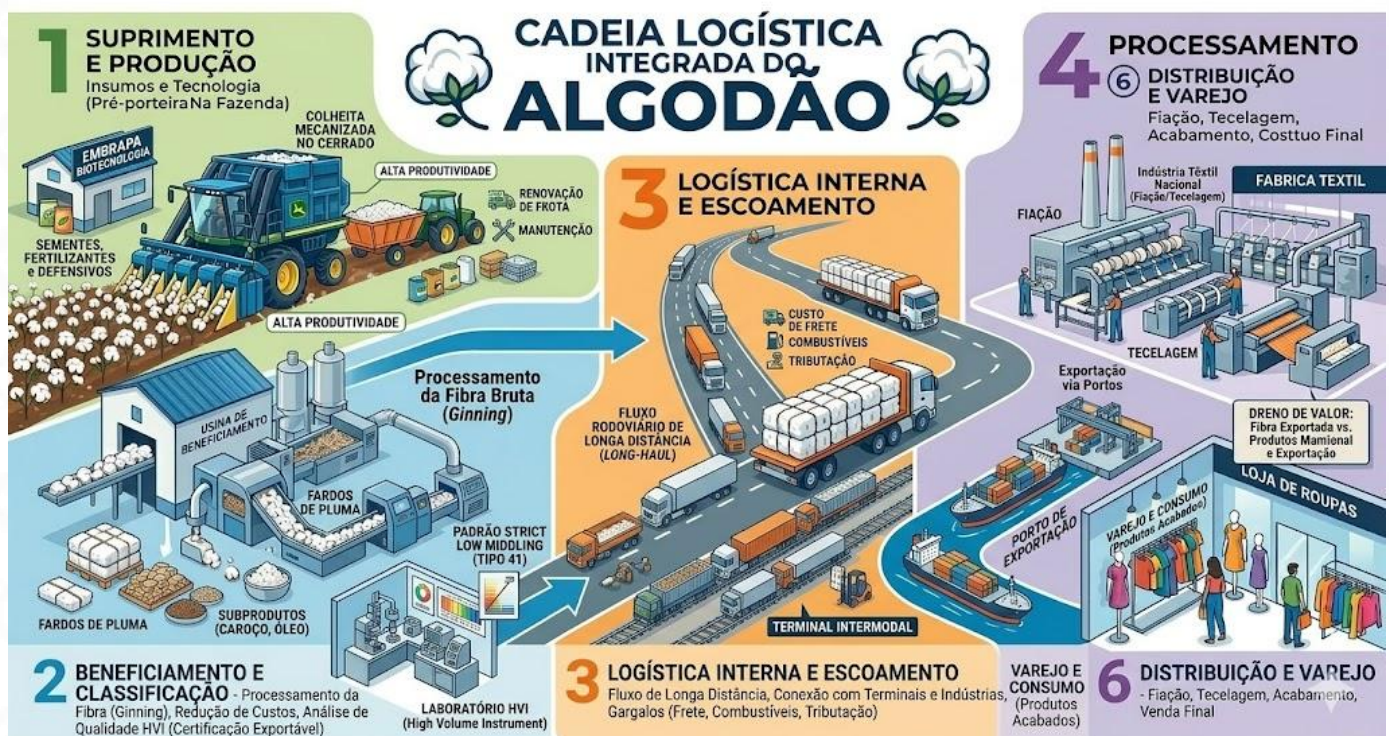 CADEIA LOGÍSTICA
INTEGRADA DO
ALGODÃO
1 SUPRIMENTO
E PRODUÇÃO
Insumos e Tecnologia
(Pré-porteiraNa Fazenda)
COLHEITA
MECANIZADA
NO CERRADO
EMBRAPA
BIOTECNOLOGIA
ALTA PRODUTIVIDADE
RENOVAÇÃO
DE FROTA
MANUTENÇÃO
SEMENTES,
FERTILIZANTES
e DEFENSIVOS
ALTA PRODUTIVIDADE
Processamento
da Fibra Bruta
(Ginning)
USINA DE
BENEFICIAMENTO
FARDOS
DE PLUMA
PADRÃO STRICT
LOW MIDDLING
(TIPO 41)
FARDOS DE PLUMA
SUBPRODUTOS
(CAROÇO, ÓLEO)
LABORATÓRIO HVI
(High Volume Instrument)
2 BENEFICIAMENTO E
CLASSIFICAÇÃO - Processamento da
Fibra (Ginning), Redução de Custos, Análise de
Qualidade HVI (Certificação Exportável)
3 LOGÍSTICA INTERNA
E ESCOAMENTO
CUSTO
DE FRETE
COMBUSTÍVEIS
TRIBUTAÇÃO
FLUXO
RODOVIÁRIO DE
LONGA DISTÂNCIA
(LONG-HAUL)
TERMINAL INTERMODAL
3 LOGÍSTICA INTERNA E ESCOAMENTO
Fluxo de Longa Distância, Conexão com Terminais e Indústrias,
Gargalos (Frete, Combustíveis, Tributação)
4 PROCESSAMENTO
6 DISTRIBUIÇÃO
E VAREJO
Fiação, Tecelagem,
Acabamento, Costtuo Final
Indústria Têxtil
Nacional
(Fiação/Tecelagem)
FABRICA TEXTIL
FIAÇÃO
TECELAGEM
Exportação
via Portos
DRENO DE VALOR:
Fibra Exportada vs.
Produtos Mamional
e Exportação
PORTO DE
EXPORTAÇÃO
LOJA DE ROUPAS
VAREJO E CONSUMO
(Produtos Acabados)
VAREJO E
CONSUMO
(Produtos
Acabados)
6 DISTRIBUIÇÃO E VAREJO
- Fiação, Tecelagem, Acabamento,
Venda Final